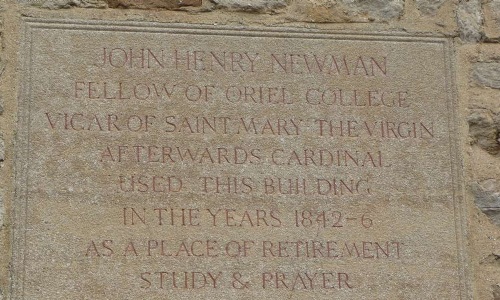 JOHN HENRY NEWMAN
FELLOW OF ORIEL COLLEGE
VICAR OF SAINT MARY THE VIRGIN
AFTERWARDS CARDINAL
USED THIS BUILDING
IN THE YEARS 1842-6
AS A PLACE OF RETIREMENT
STUDY & PRAYER